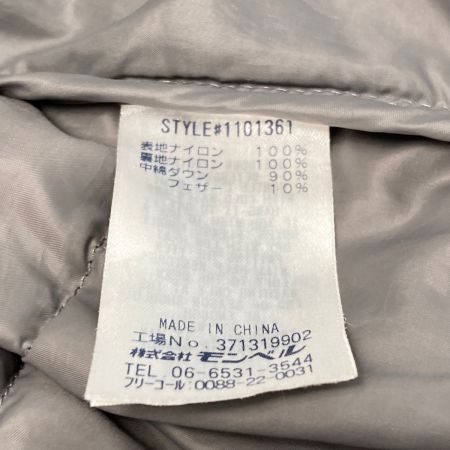 STYLE#1101361
表地ナイロン 100%
裏地ナイロン 100%
中綿ダウン 90%
フェザー 10%
MADE IN CHINA
工場No. 371319902
株式会社 モンベル
TEL. 06-6531-3544
フリーコール:0088-22-0031